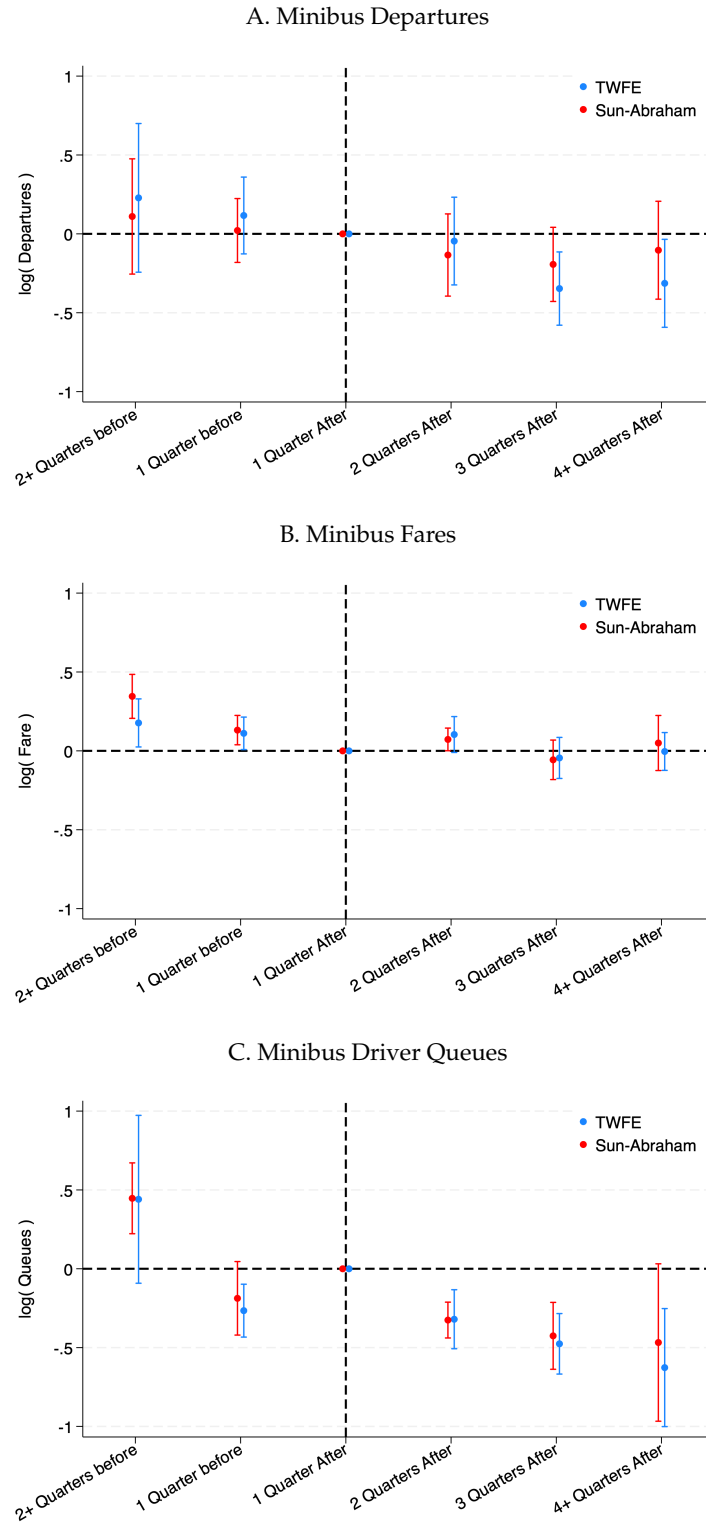 A. Minibus Departures
TWFE
Sun-Abraham
log( Departures )
1
.5
0
-.5
-1
2+ Quarters before
1 Quarter before
1 Quarter After
2 Quarters After
3 Quarters After
4+ Quarters After
B. Minibus Fares
TWFE
Sun-Abraham
log( Fare )
1
.5
0
-.5
-1
2+ Quarters before
1 Quarter before
1 Quarter After
2 Quarters After
3 Quarters After
4+ Quarters After
C. Minibus Driver Queues
TWFE
Sun-Abraham
log( Queues )
1
.5
0
-.5
-1
2+ Quarters before
1 Quarter before
1 Quarter After
2 Quarters After
3 Quarters After
4+ Quarters After